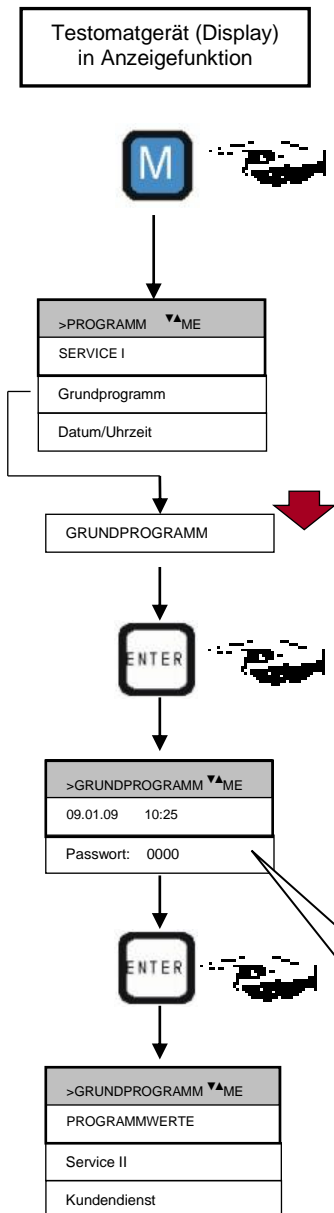 Testomatgerät (Display)
in Anzeigefunktion
M
>PROGRAMM ▼▲ME
SERVICE I
Grundprogramm
Datum/Uhrzeit
GRUNDPROGRAMM
ENTER
>GRUNDPROGRAMM ▼▲ME
09.01.09 10:25
Passwort: 0000
ENTER
>GRUNDPROGRAMM ▼▲ME
PROGRAMMWERTE
Service II
Kundendienst